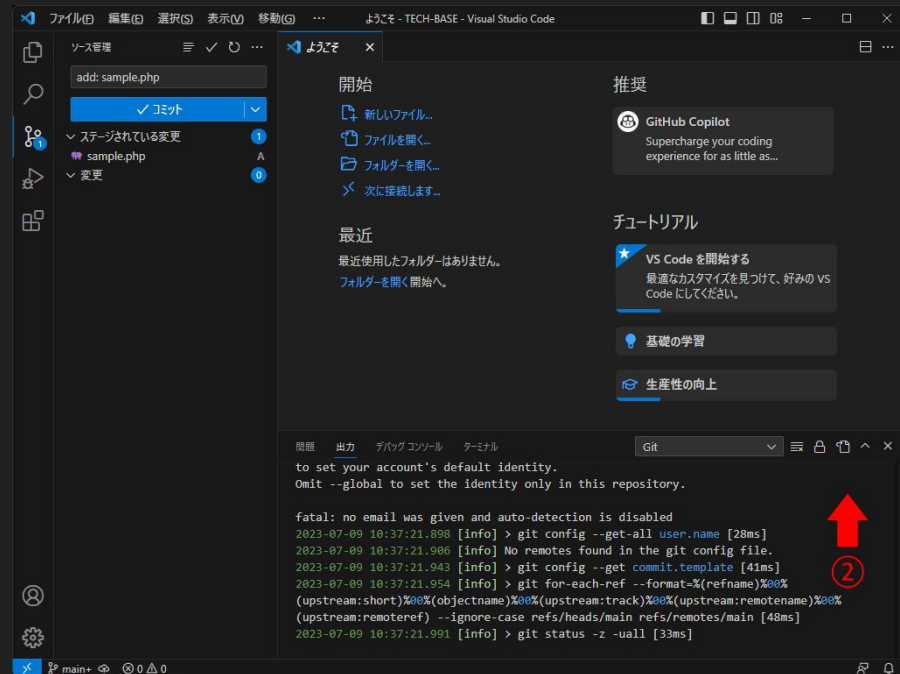 ファイル(F) 編集(E) 選択(S) 表示(V) 移動(G) ··· ようこそ - TECH-BASE - Visual Studio Code
ソース管理
ようこそ
add: sample.php
コミット
ステージされている変更 1
sample.php A
変更 0
1
開始
新しいファイル...
ファイルを開く...
フォルダーを開く...
次に接続します...
最近
最近使用したフォルダーはありません。
フォルダーを開く開始へ。
推奨
GitHub Copilot
Supercharge your coding
experience for as little as...
チュートリアル
VS Code を開始する
最適なカスタマイズを見つけて、好みの VS
Code にしてください。
基礎の学習
生産性の向上
問題 出力 デバッグ コンソール ターミナル Git
to set your account's default identity.
Omit --global to set the identity only in this repository.
fatal: no email was given and auto-detection is disabled
2023-07-09 10:37:21.898 [info] > git config --get-all user.name [28ms]
2023-07-09 10:37:21.906 [info] No remotes found in the git config file.
2023-07-09 10:37:21.943 [info] > git config --get commit.template [41ms]
2023-07-09 10:37:21.954 [info] > git for-each-ref --format=%(refname)%00%
(upstream:short)%00%(objectname)%00%(upstream:track)%00%(upstream:remotename)%00%
(upstream:remoteref) --ignore-case refs/heads/main refs/remotes/main [48ms]
2023-07-09 10:37:21.991 [info] > git status -z -uall [33ms]
②
main+ 0 0